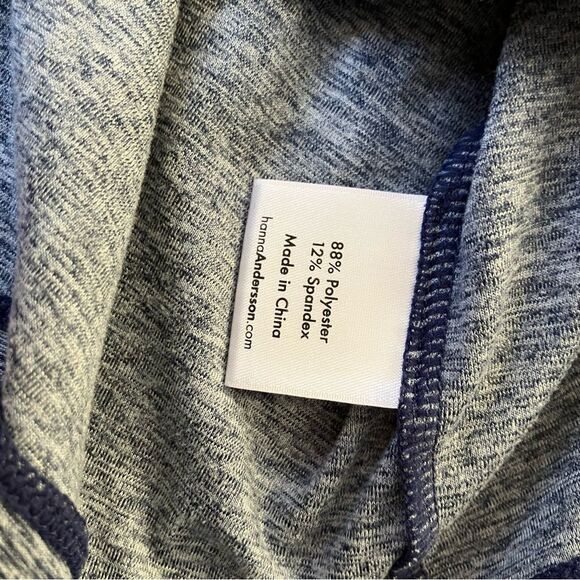 88% Polyester
12% Spandex
Made in China
hannaAndersson.com